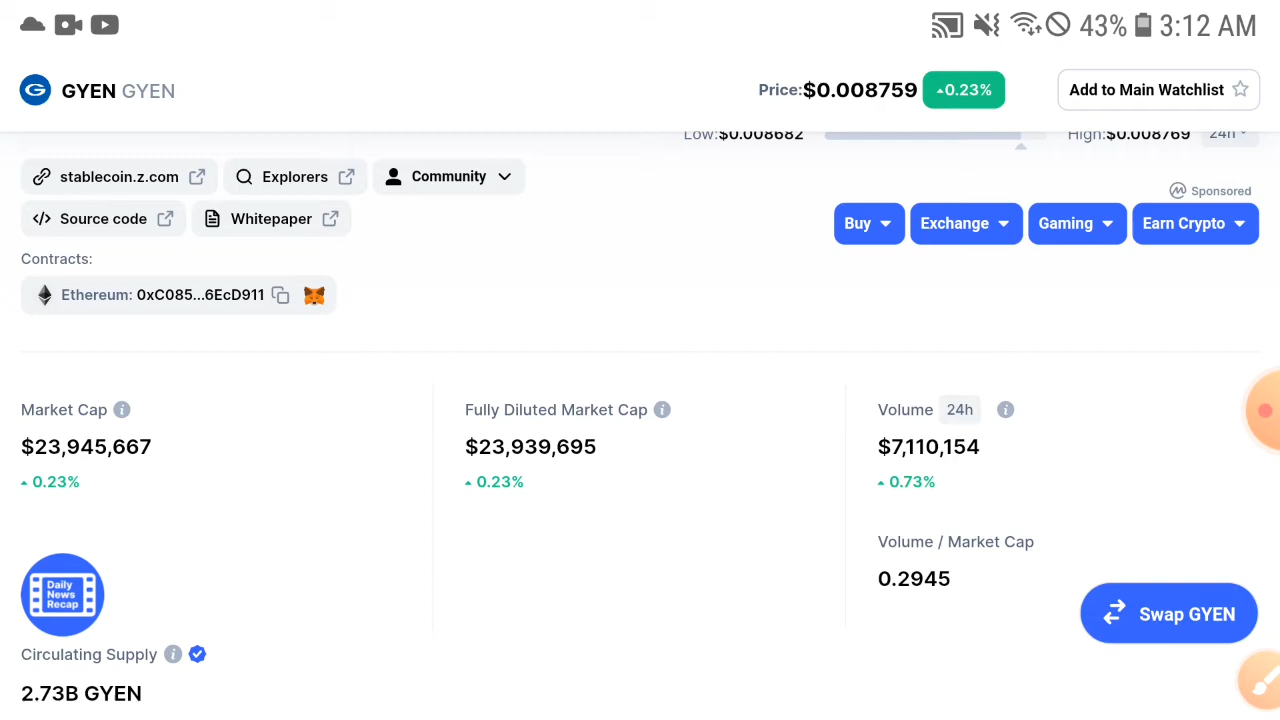 43% 3:12 AM
GYEN GYEN
Price:$0.008759 0.23%
Add to Main Watchlist
Low:$0.008682 High:$0.008769 24h
stablecoin.z.com Explorers Community
Sponsored
Source code Whitepaper
Buy Exchange Gaming Earn Crypto
Contracts:
Ethereum: 0xC085...6EcD911
Market Cap Fully Diluted Market Cap Volume 24h
$23,945,667 $23,939,695 $7,110,154
0.23% 0.23% 0.73%
Volume / Market Cap
0.2945
Daily
News
Recap
Swap GYEN
Circulating Supply
2.73B GYEN